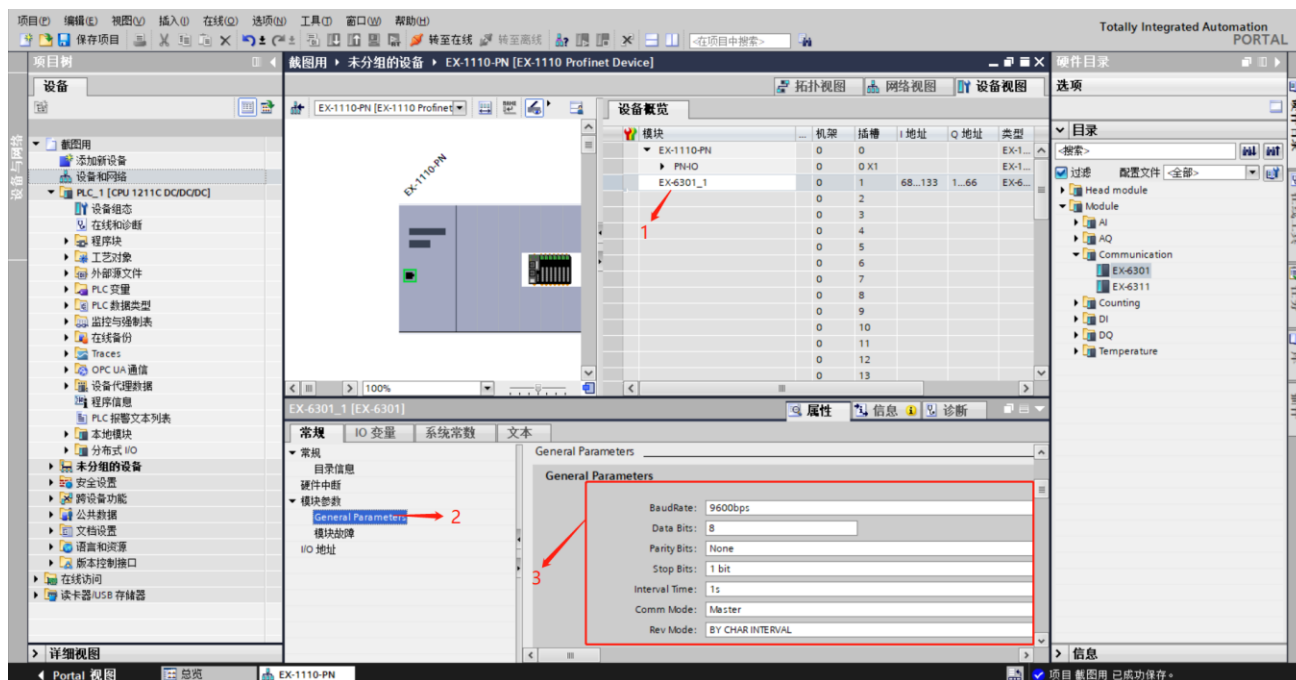 项目(P) 编辑(E) 视图(V) 插入(I) 在线(O) 选项(N) 工具(T) 窗口(W) 帮助(H)
Totally Integrated Automation
PORTAL
保存项目 转至在线 转至离线 <在项目中搜索>
项目树
设备
设备与网络
截图用
添加新设备
设备和网络
PLC_1 [CPU 1211C DC/DC/DC]
设备组态
在线和诊断
程序块
工艺对象
外部源文件
PLC 变量
PLC 数据类型
监控与强制表
在线备份
Traces
OPC UA 通信
设备代理数据
程序信息
PLC 报警文本列表
本地模块
分布式 I/O
未分组的设备
安全设置
跨设备功能
公共数据
文档设置
语言和资源
版本控制接口
在线访问
读卡器/USB 存储器
详细视图
截图用 ▸ 未分组的设备 ▸ EX-1110-PN [EX-1110 Profinet Device]
拓扑视图 网络视图 设备视图
EX-1110-PN [EX-1110 Profinet
EX-1110-PN
100%
设备概览
模块 ... 机架 插槽 I 地址 Q 地址 类型
EX-1110-PN 0 0 EX-1...
PN-IO 0 0 X1 EX-1...
EX-6301_1 0 1 68...133 1...66 EX-6...
0 2
0 3
1
0 4
0 5
0 6
0 7
0 8
0 9
0 10
0 11
0 12
0 13
EX-6301_1 [EX-6301]
属性 信息 诊断
常规 IO 变量 系统常数 文本
常规
目录信息
硬件中断
模块参数
General Parameters
2
模块故障
I/O 地址
General Parameters
General Parameters
BaudRate: 9600bps
Data Bits: 8
Parity Bits: None
Stop Bits: 1 bit
3
Interval Time: 1s
Comm Mode: Master
Rev Mode: BY CHAR INTERVAL
硬件目录
选项
目录
<搜索>
过滤 配置文件 <全部>
Head module
Module
AI
AQ
Communication
EX-6301
EX-6311
Counting
DI
DQ
Temperature
信息
Portal 视图 总览 EX-1110-PN 项目 截图用 已成功保存。